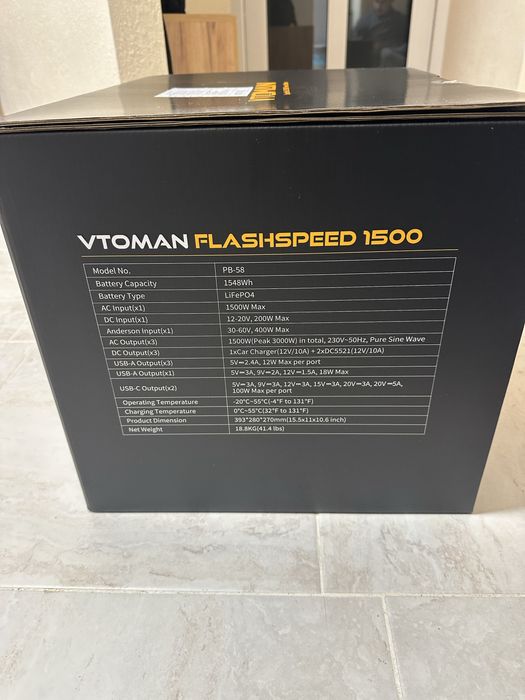 VTOMAN
VTOMAN FLASHSPEED 1500
Model No. PB-58
Battery Capacity 1548Wh
Battery Type LiFePO4
AC Input(x1) 1500W Max
DC Input(x1) 12-20V, 200W Max
Anderson Input(x1) 30-60V, 400W Max
AC Output(x3) 1500W(Peak 3000W) in total, 230V~50Hz, Pure Sine Wave
DC Output(x3) 1xCar Charger(12V/10A) + 2xDC5521(12V/10A)
USB-A Output(x3) 5V⎓2.4A, 12W Max per port
USB-A Output(x1) 5V⎓3A, 9V⎓2A, 12V⎓1.5A, 18W Max
USB-C Output(x2) 5V⎓3A, 9V⎓3A, 12V⎓3A, 15V⎓3A, 20V⎓3A, 20V⎓5A,
100W Max per port
Operating Temperature -20°C~55°C(-4°F to 131°F)
Charging Temperature 0°C~55°C(32°F to 131°F)
Product Dimension 393*280*270mm(15.5x11x10.6 inch)
Net Weight 18.8KG(41.4 lbs)